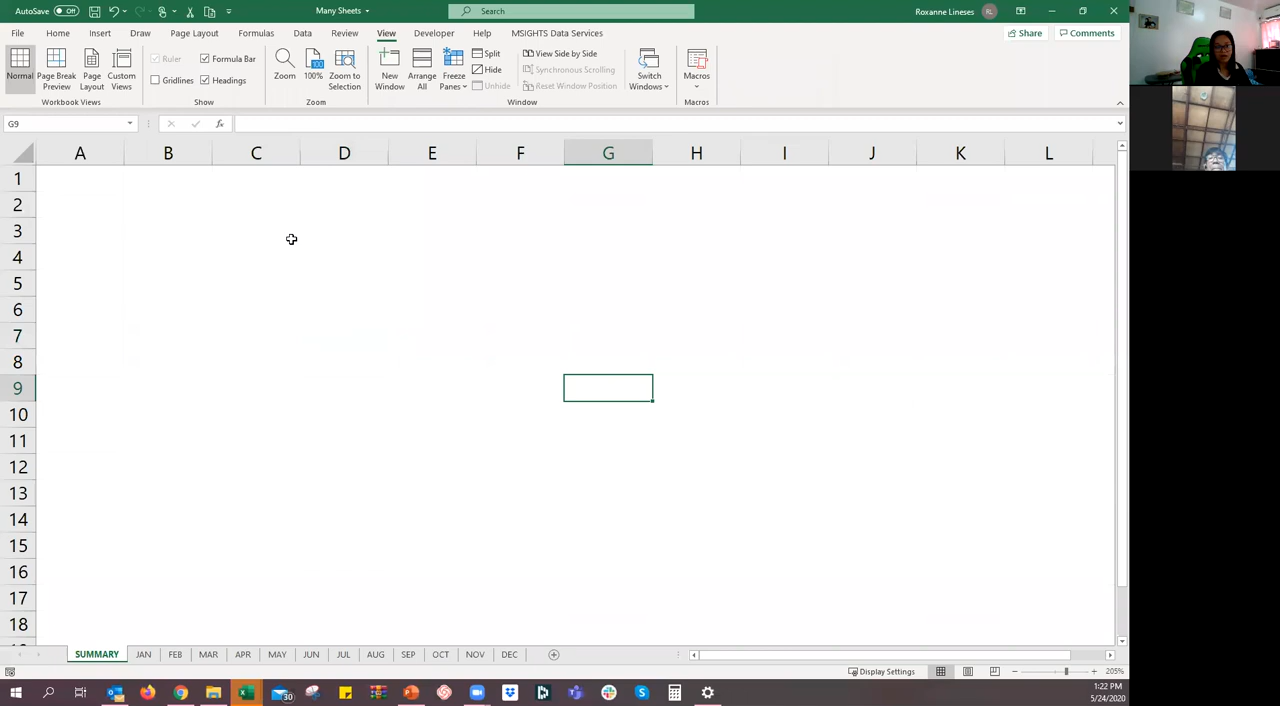 AutoSave Off Many Sheets Search Roxanne Lineses RL
File Home Insert Draw Page Layout Formulas Data Review View Developer Help MSIGHTS Data Services Share Comments
Normal Page Break Preview Page Layout Custom Views
Ruler Formula Bar
Gridlines Headings
Zoom 100% Zoom to Selection
New Window Arrange All Freeze Panes
Split
Hide
Unhide
View Side by Side
Synchronous Scrolling
Reset Window Position
Switch Windows Macros
Workbook Views Show Zoom Window Macros
G9 fx
A B C D E F G H I J K L
1
2
3
4
5
6
7
8
9
10
11
12
13
14
15
16
17
18
SUMMARY JAN FEB MAR APR MAY JUN JUL AUG SEP OCT NOV DEC
Display Settings 205%
30
1:22 PM
5/24/2020